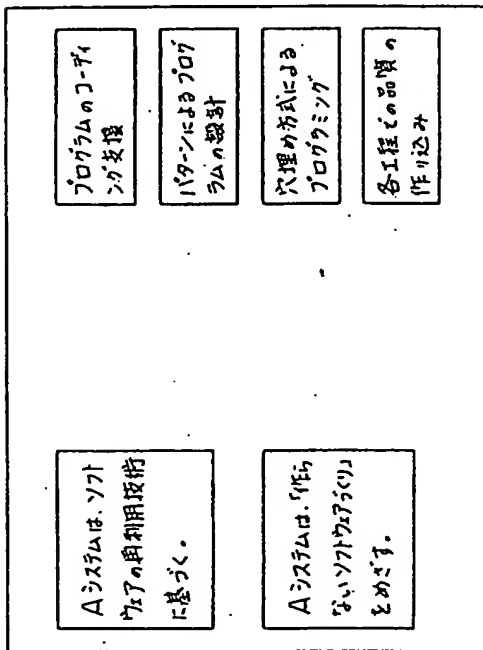 Aシステムは、ソフト
ウェアの再利用技術
に基づく。
Aシステムは、「作ら
ないソフトウェアづくり」
をめざす。
プログラムのコーディ
ング支援
パターンによるプログ
ラムの設計
穴埋め方式による
プログラミング
各工程での品質の
作り込み